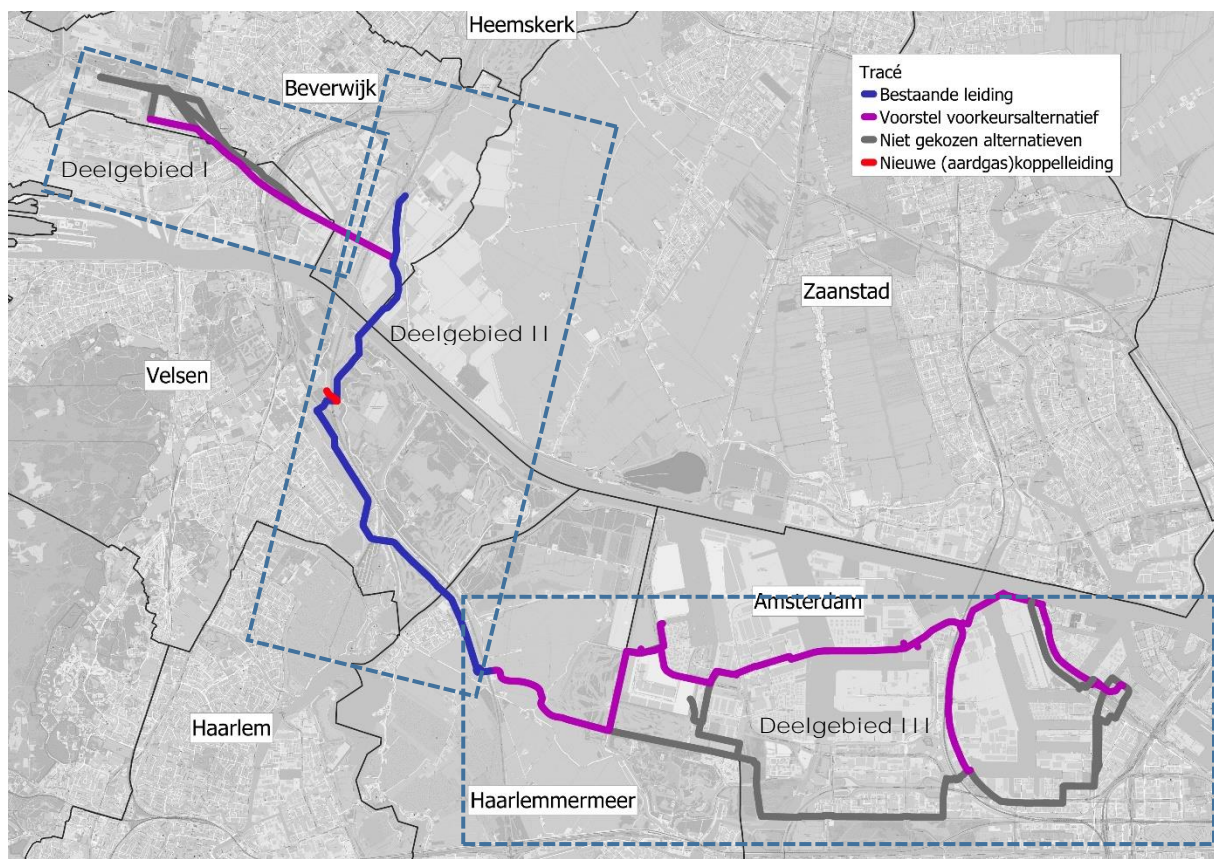 Heemskerk
Beverwijk
Tracé
Bestaande leiding
Voorstel voorkeursalternatief
Niet gekozen alternatieven
Nieuwe (aardgas)koppelleiding
Deelgebied I
Zaanstad
Deelgebied II
Velsen
Amsterdam
Haarlem
Deelgebied III
Haarlemmermeer